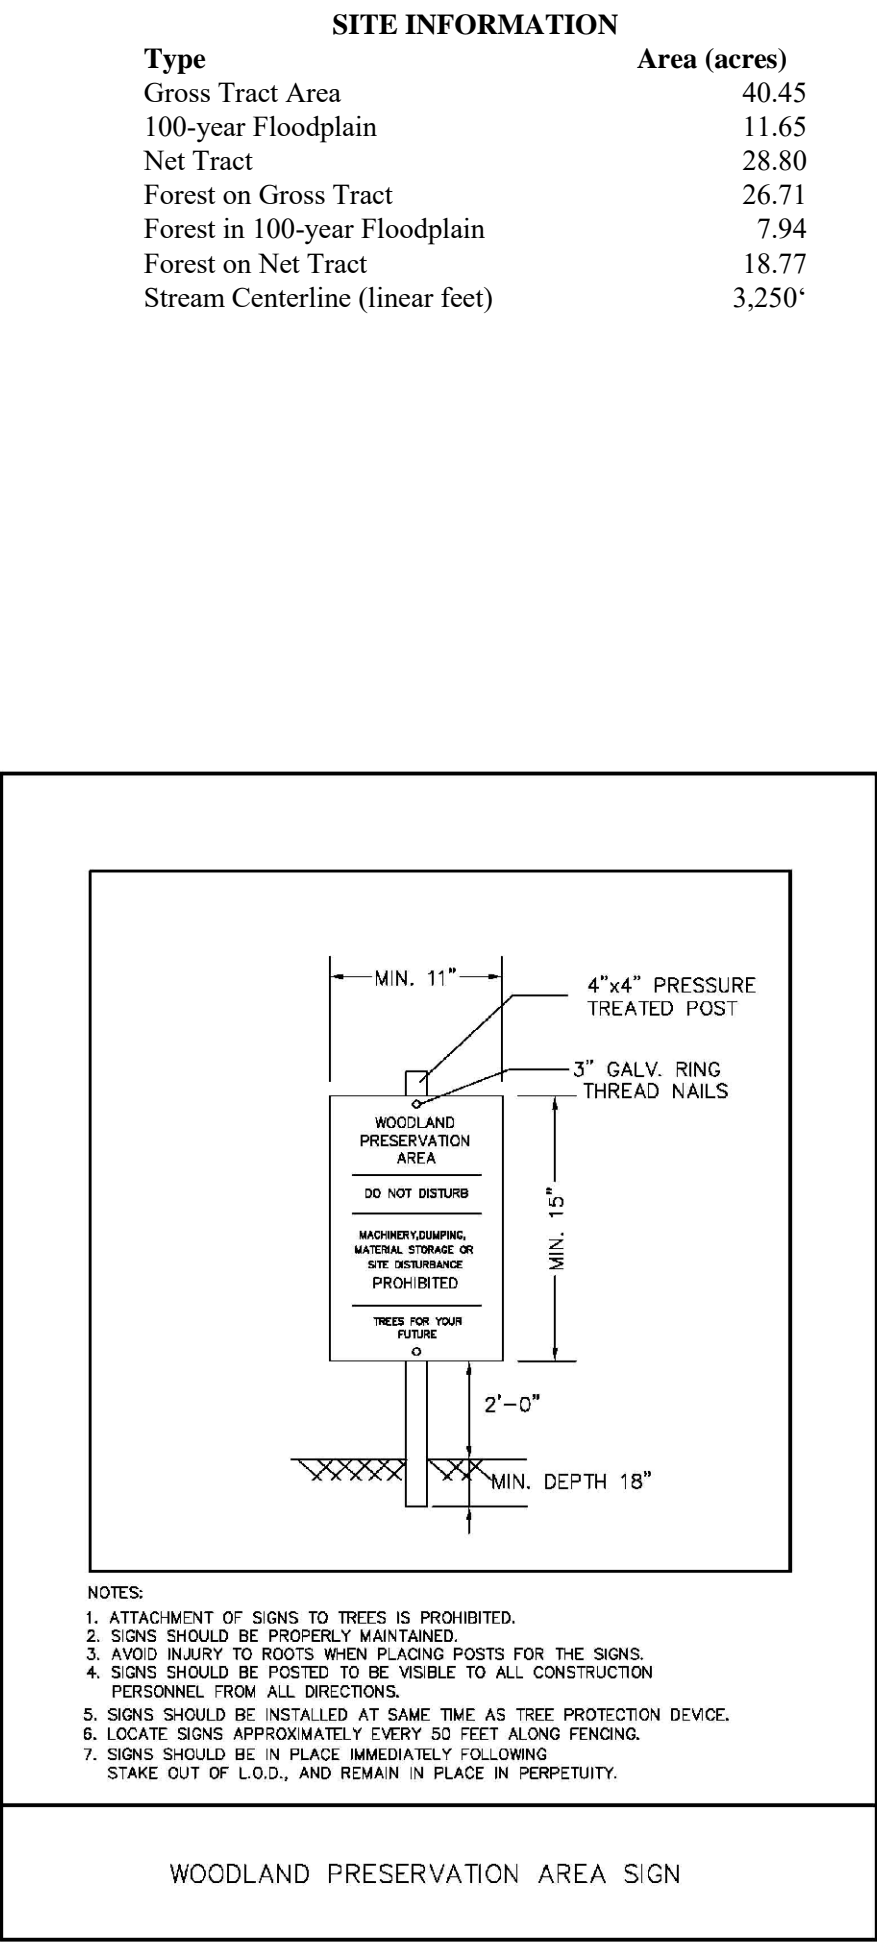 SITE INFORMATION
Type Area (acres)
Gross Tract Area 40.45
100-year Floodplain 11.65
Net Tract 28.80
Forest on Gross Tract 26.71
Forest in 100-year Floodplain 7.94
Forest on Net Tract 18.77
Stream Centerline (linear feet) 3,250‘
MIN. 11"
4"x4" PRESSURE
TREATED POST
3" GALV. RING
THREAD NAILS
WOODLAND
PRESERVATION
AREA
DO NOT DISTURB
MACHINERY,DUMPING,
MATERIAL STORAGE OR
SITE DISTURBANCE
PROHIBITED
TREES FOR YOUR
FUTURE
MIN. 15"
2'-0"
MIN. DEPTH 18"
NOTES:
1. ATTACHMENT OF SIGNS TO TREES IS PROHIBITED.
2. SIGNS SHOULD BE PROPERLY MAINTAINED.
3. AVOID INJURY TO ROOTS WHEN PLACING POSTS FOR THE SIGNS.
4. SIGNS SHOULD BE POSTED TO BE VISIBLE TO ALL CONSTRUCTION
PERSONNEL FROM ALL DIRECTIONS.
5. SIGNS SHOULD BE INSTALLED AT SAME TIME AS TREE PROTECTION DEVICE.
6. LOCATE SIGNS APPROXIMATELY EVERY 50 FEET ALONG FENCING.
7. SIGNS SHOULD BE IN PLACE IMMEDIATELY FOLLOWING
STAKE OUT OF L.O.D., AND REMAIN IN PLACE IN PERPETUITY.
WOODLAND PRESERVATION AREA SIGN